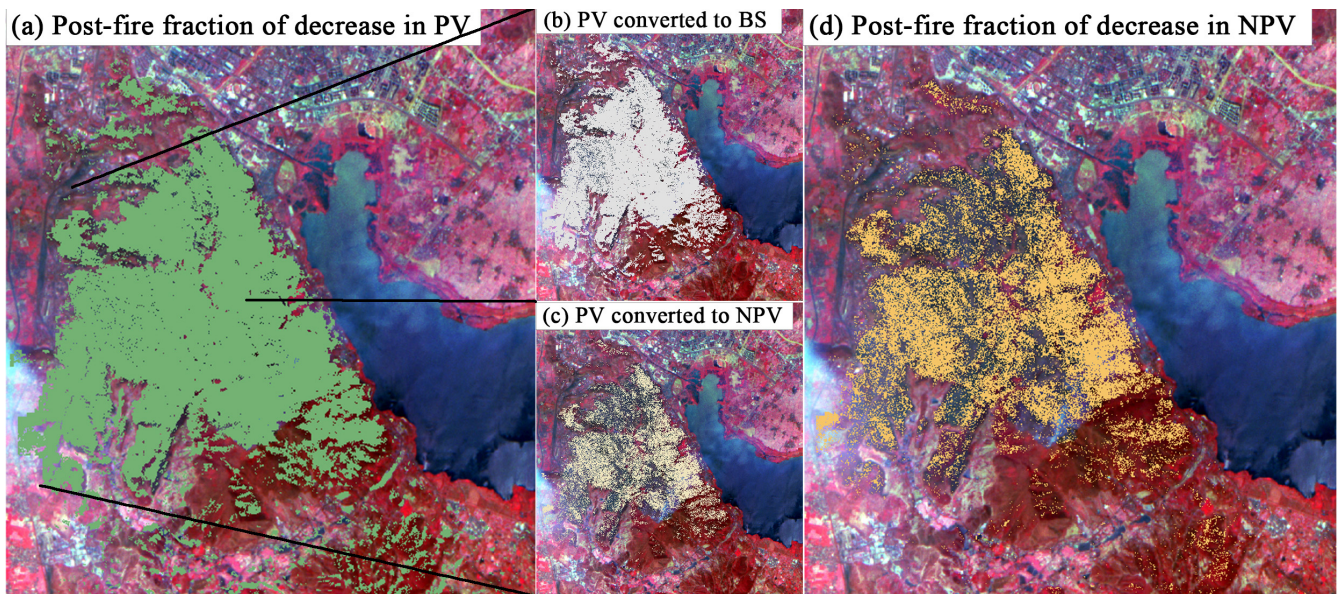 (a) Post-fire fraction of decrease in PV
(b) PV converted to BS
(c) PV converted to NPV
(d) Post-fire fraction of decrease in NPV